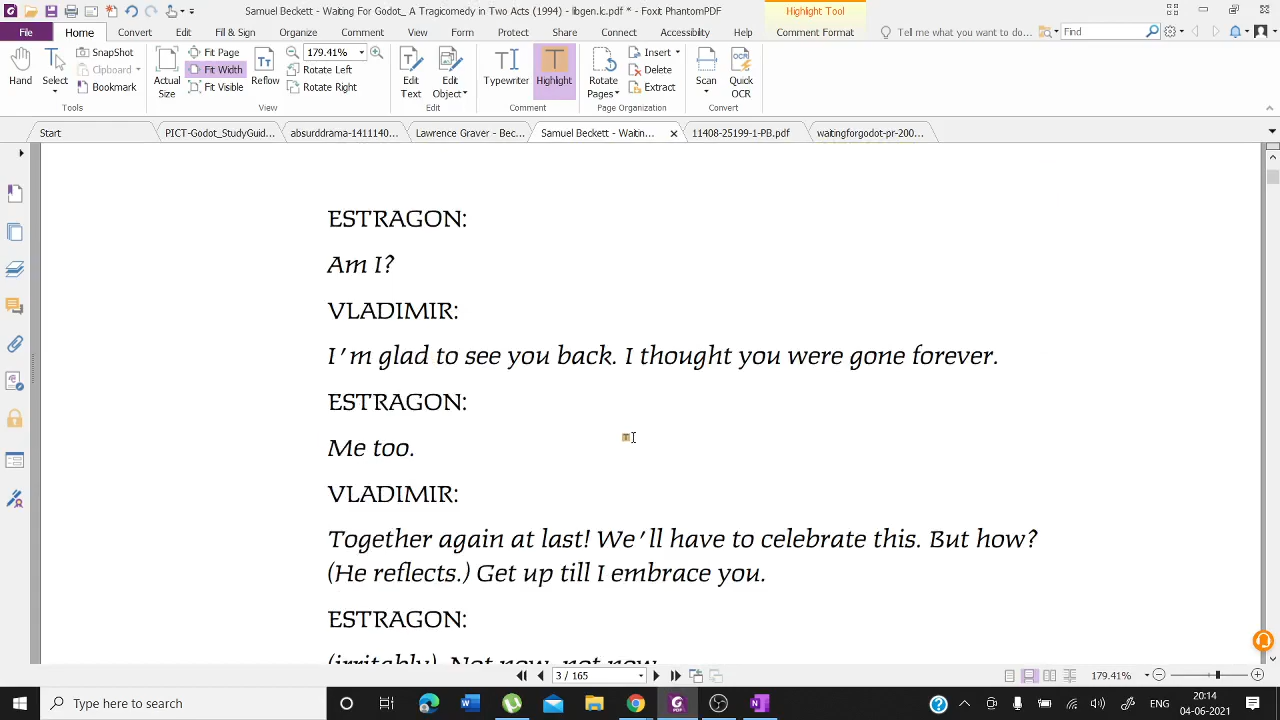 Samuel Beckett - Waiting For Godot_ A Tragicomedy in Two Acts (1994) - libgen.lc.pdf * - Foxit PhantomPDF
Highlight Tool
File Home Convert Edit Fill & Sign Organize Comment View Form Protect Share Connect Accessibility Help Comment Format Tell me what you want to do... Find
Hand
Select
SnapShot
Clipboard
Bookmark
Tools
Actual Size
Fit Page
Fit Width
Fit Visible
Reflow
179.41%
Rotate Left
Rotate Right
View
Edit Text
Edit Object
Edit
Typewriter
Highlight
Comment
Rotate Pages
Insert
Delete
Extract
Page Organization
Scan
Quick OCR
Convert
Start PICT-Godot_StudyGuid... absurddrama-1411140... Lawrence Graver - Bec... Samuel Beckett - Waitin... 11408-25199-1-PB.pdf waitingforgodot-pr-200...
ESTRAGON:
Am I?
VLADIMIR:
I'm glad to see you back. I thought you were gone forever.
ESTRAGON:
Me too.
VLADIMIR:
Together again at last! We'll have to celebrate this. But how?
(He reflects.) Get up till I embrace you.
ESTRAGON:
(irritably). Not now, not now.
3 / 165
179.41%
Type here to search
ENG
20:14
04-06-2021